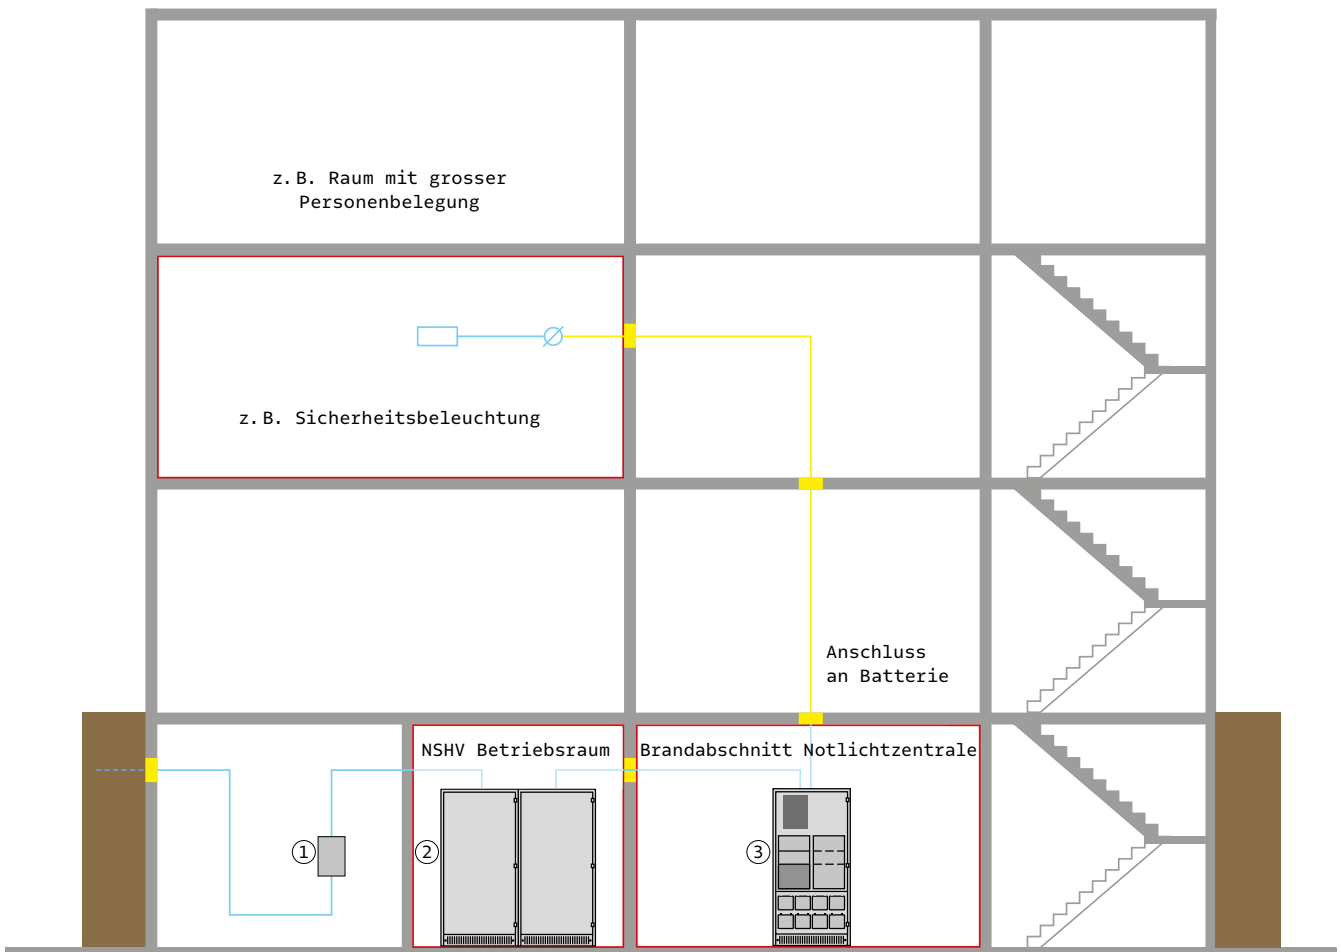 z.B. Raum mit grosser
Personenbelegung
z.B. Sicherheitsbeleuchtung
Anschluss
an Batterie
NSHV Betriebsraum
Brandabschnitt Notlichtzentrale
1
2
3